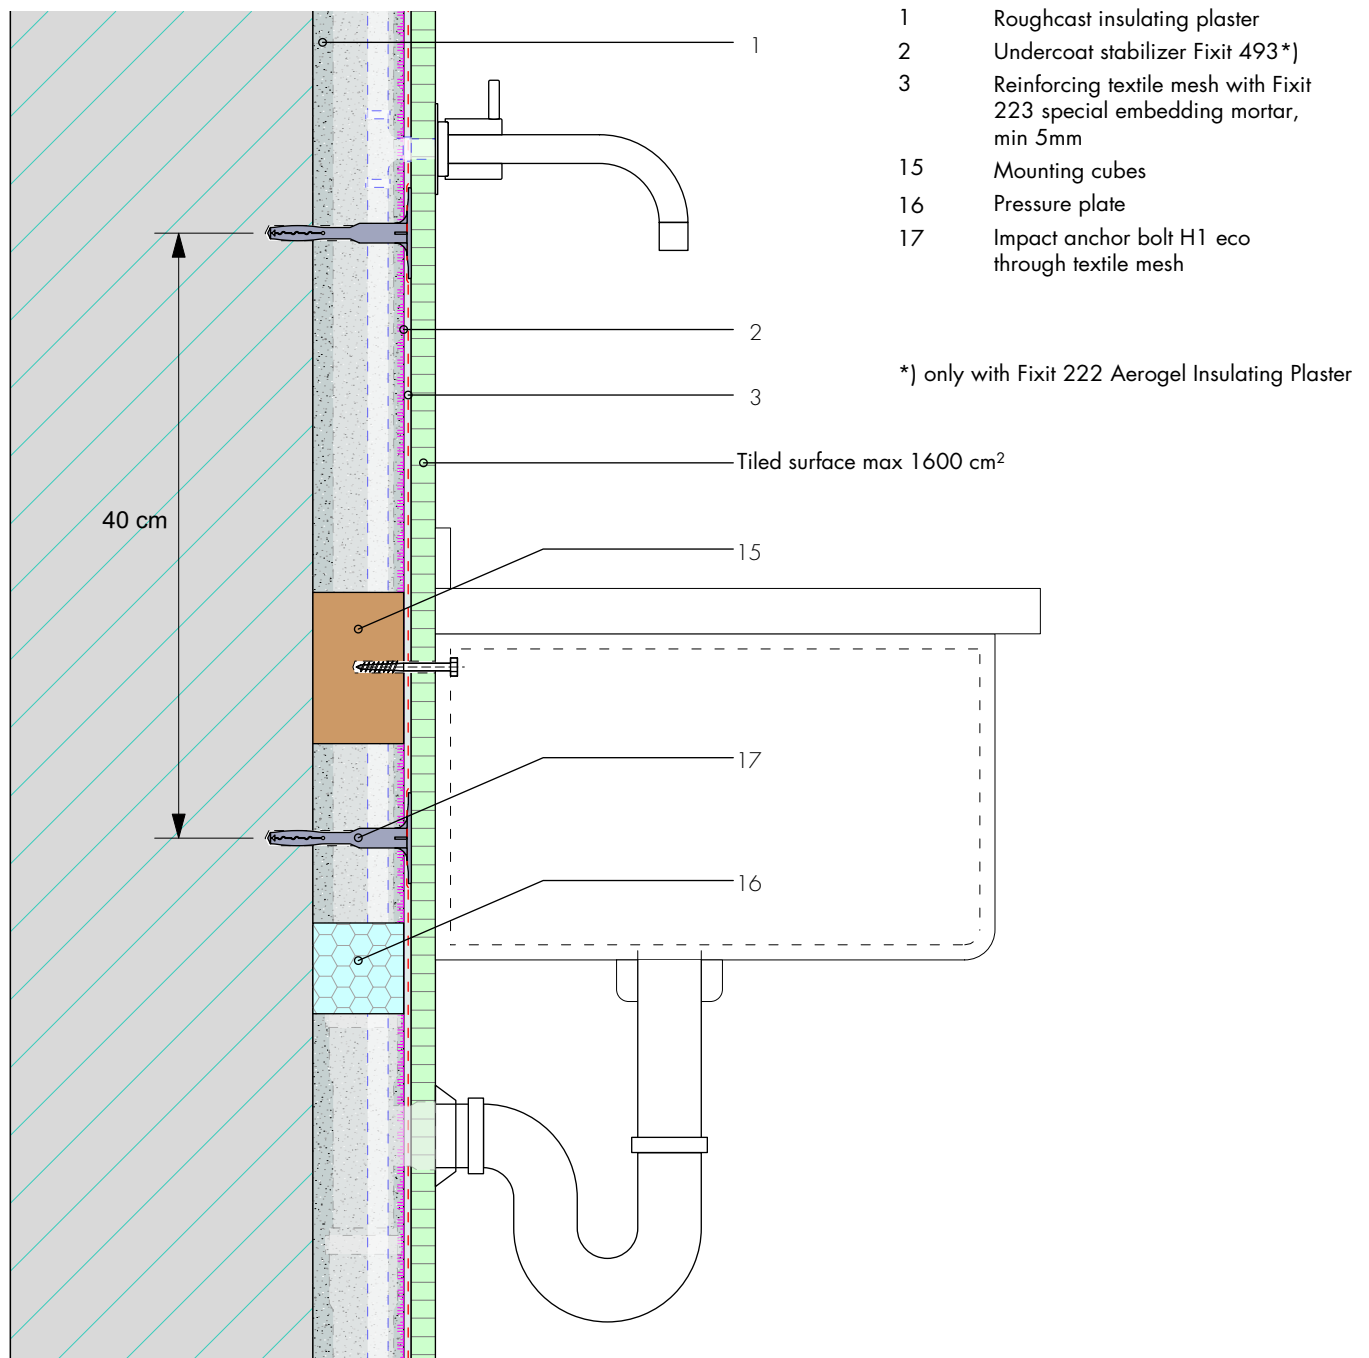 1 Roughcast insulating plaster
2 Undercoat stabilizer Fixit 493*)
3 Reinforcing textile mesh with Fixit
223 special embedding mortar,
min 5mm
15 Mounting cubes
16 Pressure plate
17 Impact anchor bolt H1 eco
through textile mesh
*) only with Fixit 222 Aerogel Insulating Plaster
1
2
3
Tiled surface max 1600 cm²
40 cm
15
17
16